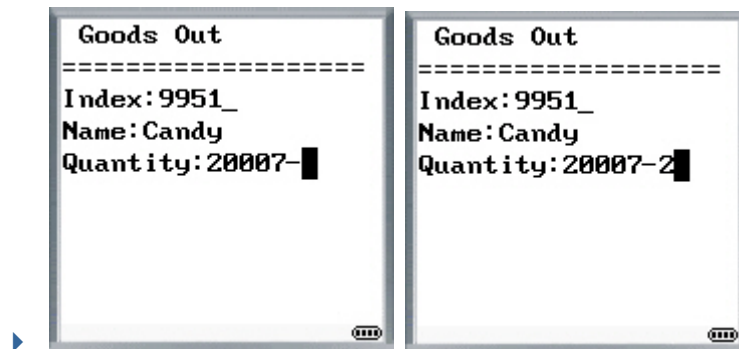 Goods Out
===================
Index:9951_
Name:Candy
Quantity:20007-
Goods Out
===================
Index:9951_
Name:Candy
Quantity:20007-2